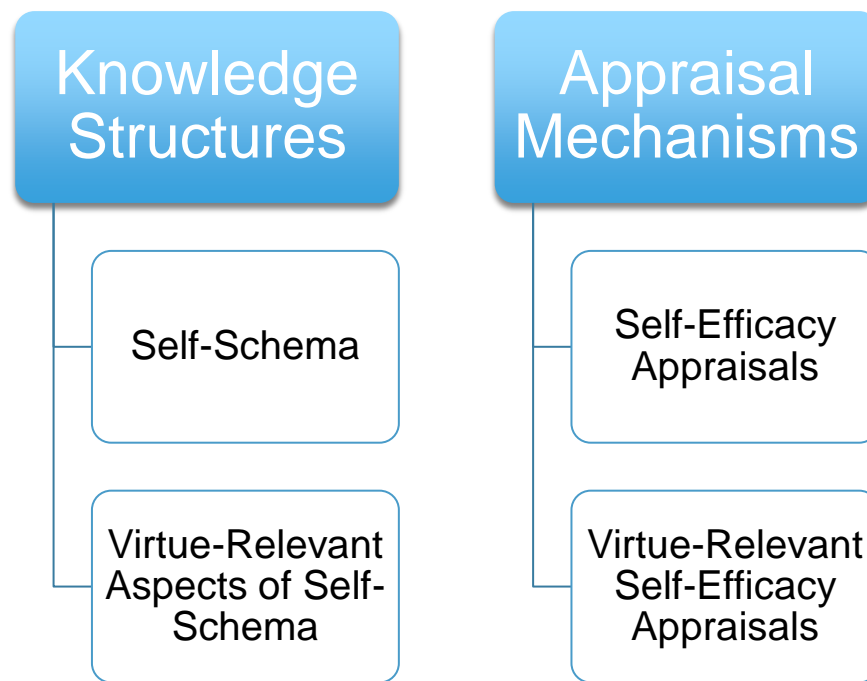 Knowledge
Structures
Self-Schema
Virtue-Relevant
Aspects of Self-
Schema
Appraisal
Mechanisms
Self-Efficacy
Appraisals
Virtue-Relevant
Self-Efficacy
Appraisals